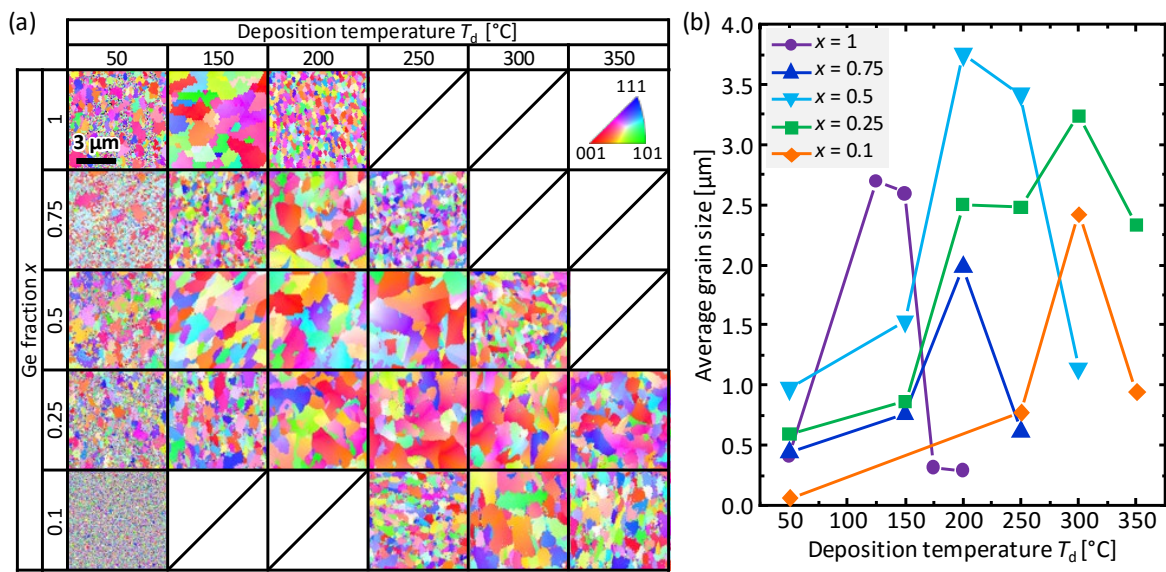 (a)
Deposition temperature Td [°C]
50 150 200 250 300 350
Ge fraction x
1
0.75
0.5
0.25
0.1
3 μm
111
001 101
(b)
4.0
3.5
3.0
2.5
2.0
1.5
1.0
0.5
0.0
Average grain size [μm]
x = 1
x = 0.75
x = 0.5
x = 0.25
x = 0.1
50 100 150 200 250 300 350
Deposition temperature Td [°C]